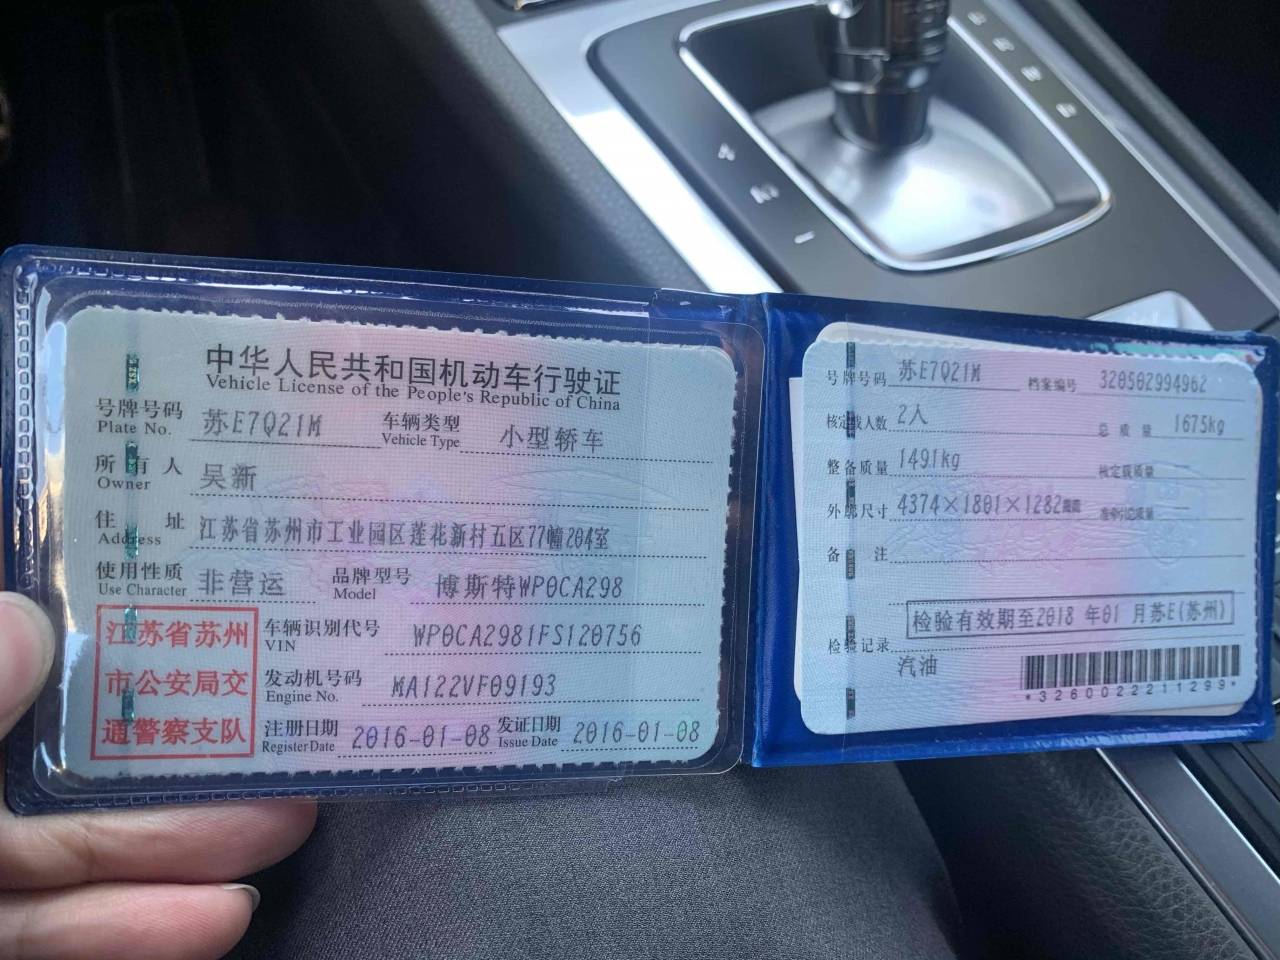 中华人民共和国机动车行驶证
Vehicle License of the People's Republic of China
号牌号码 苏E7Q21M 车辆类型 小型轿车
Plate No. Vehicle Type
所有人 吴新
Owner
住址 江苏省苏州市工业园区莲花新村五区77幢204室
Address
使用性质 非营运 品牌型号 博斯特WP0CA298
Use Character Model
江苏省苏州
市公安局交
通警察支队
车辆识别代号 WP0CA2981FS120756
VIN
发动机号码 MA122VF09193
Engine No.
注册日期 2016-01-08 发证日期 2016-01-08
Register Date Issue Date
号牌号码 苏E7Q21M 档案编号 320502994962
核定载人数 2人 总质量 1675kg
整备质量 1491kg 核定载质量
外廓尺寸 4374×1801×1282 准牵引总质量
备注
检验有效期至2018 年01 月苏E(苏州)
检验记录
汽油
*3260022211299*